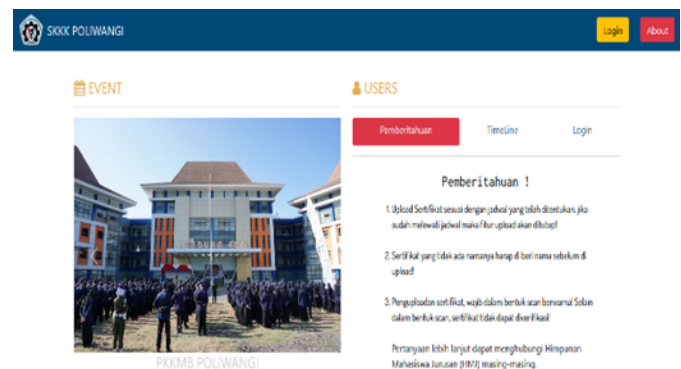 SKKK POLIWANGI
Login
About
EVENT
PKKMB POLIWANGI
USERS
Pemberitahuan
TimeLine
Login
Pemberitahuan !
1. Upload Sertifikat sesuai dengan jadwal yang telah ditentukan, jika
sudah melewati jadwal maka fitur upload akan ditutup!
2. Sertifikat yang tidak ada namanya harap di beri nama sebelum di
upload!
3. Pengupload an sertifikat, wajib dalam bentuk scan berwarna! Selain
dalam bentuk scan, sertifikat tidak dapat diverifikasi!
Pertanyaan lebih lanjut dapat menghubungi Himpunan
Mahasiswa Jurusan (HMJ) masing-masing.